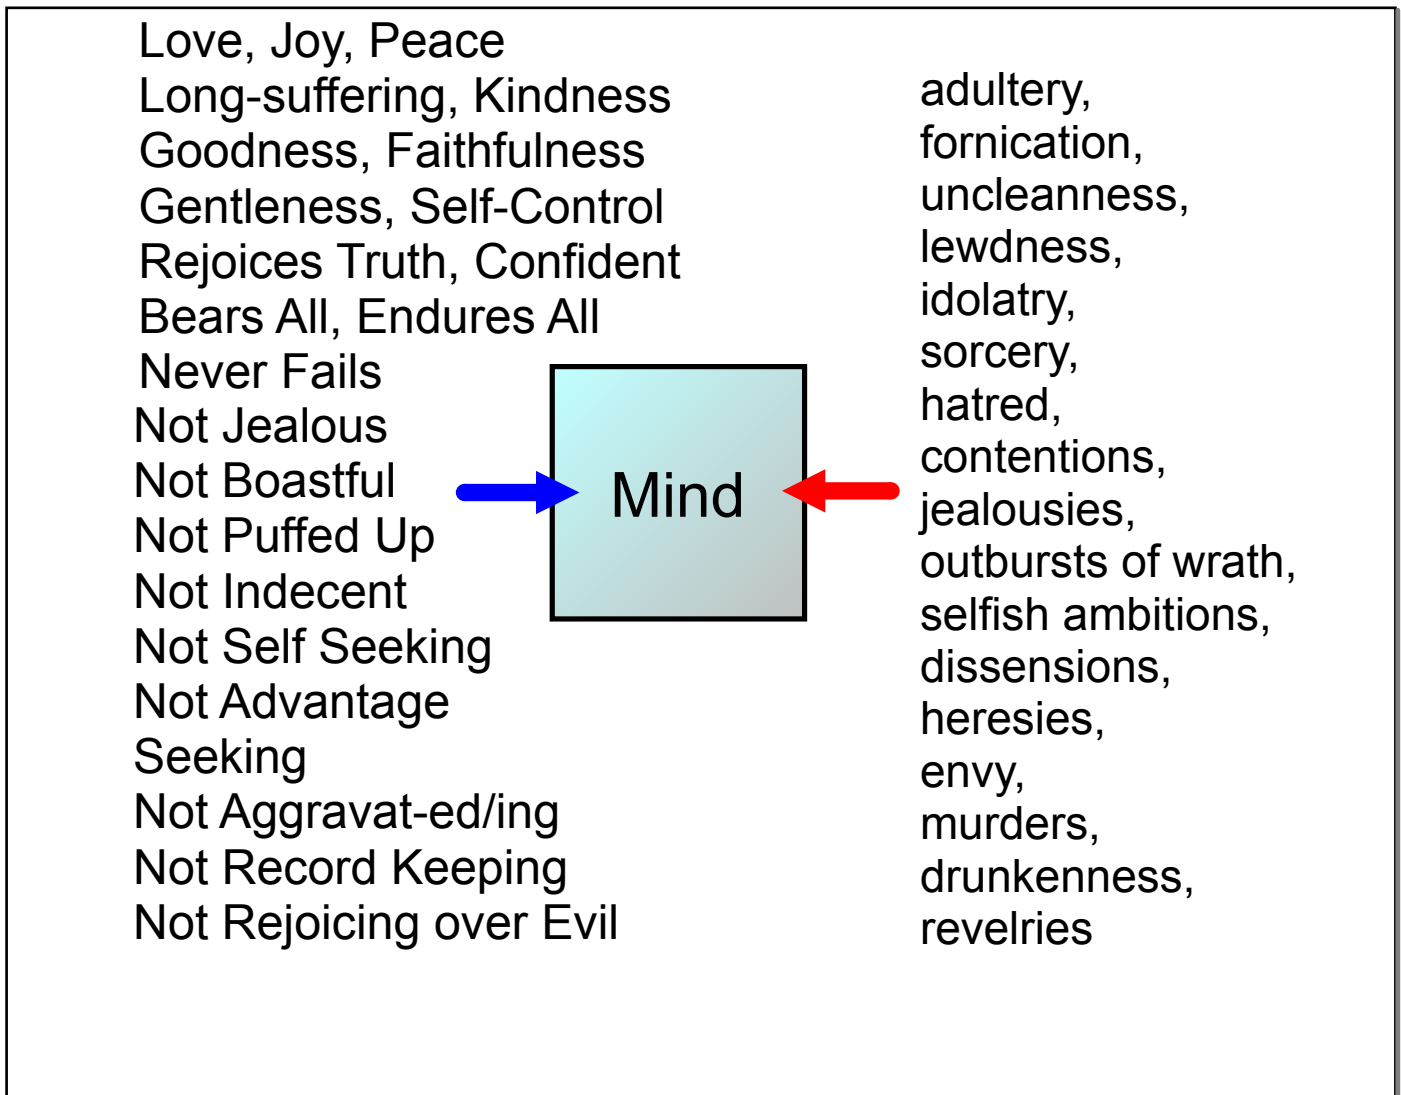 Love, Joy, Peace
Long-suffering, Kindness
Goodness, Faithfulness
Gentleness, Self-Control
Rejoices Truth, Confident
Bears All, Endures All
Never Fails
Not Jealous
Not Boastful
Not Puffed Up
Not Indecent
Not Self Seeking
Not Advantage
Seeking
Not Aggravat-ed/ing
Not Record Keeping
Not Rejoicing over Evil
Mind
adultery,
fornication,
uncleanness,
lewdness,
idolatry,
sorcery,
hatred,
contentions,
jealousies,
outbursts of wrath,
selfish ambitions,
dissensions,
heresies,
envy,
murders,
drunkenness,
revelries